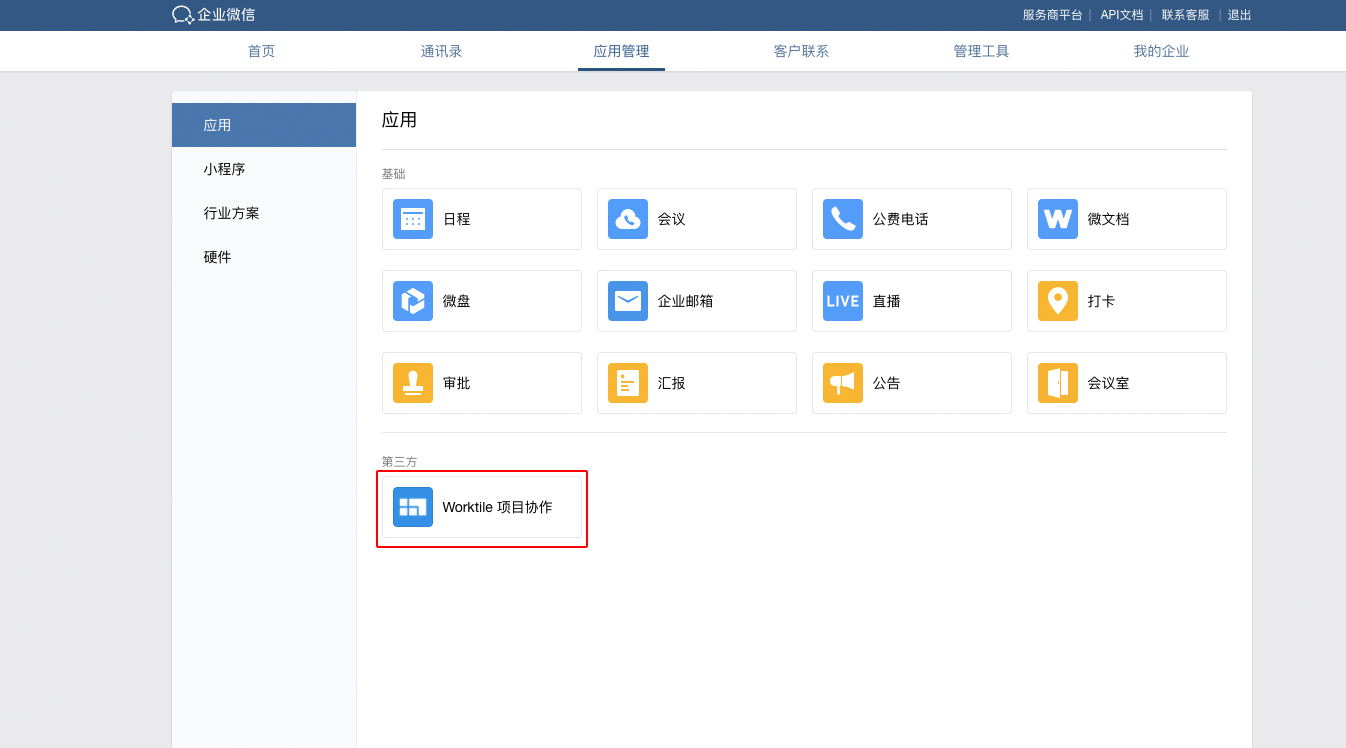 企业微信
服务商平台 | API文档 | 联系客服 | 退出
首页 通讯录 应用管理 客户联系 管理工具 我的企业
应用
小程序
行业方案
硬件
应用
基础
日程 会议 公费电话 W 微文档
微盘 企业邮箱 LIVE 直播 打卡
审批 汇报 公告 会议室
第三方
Worktile 项目协作